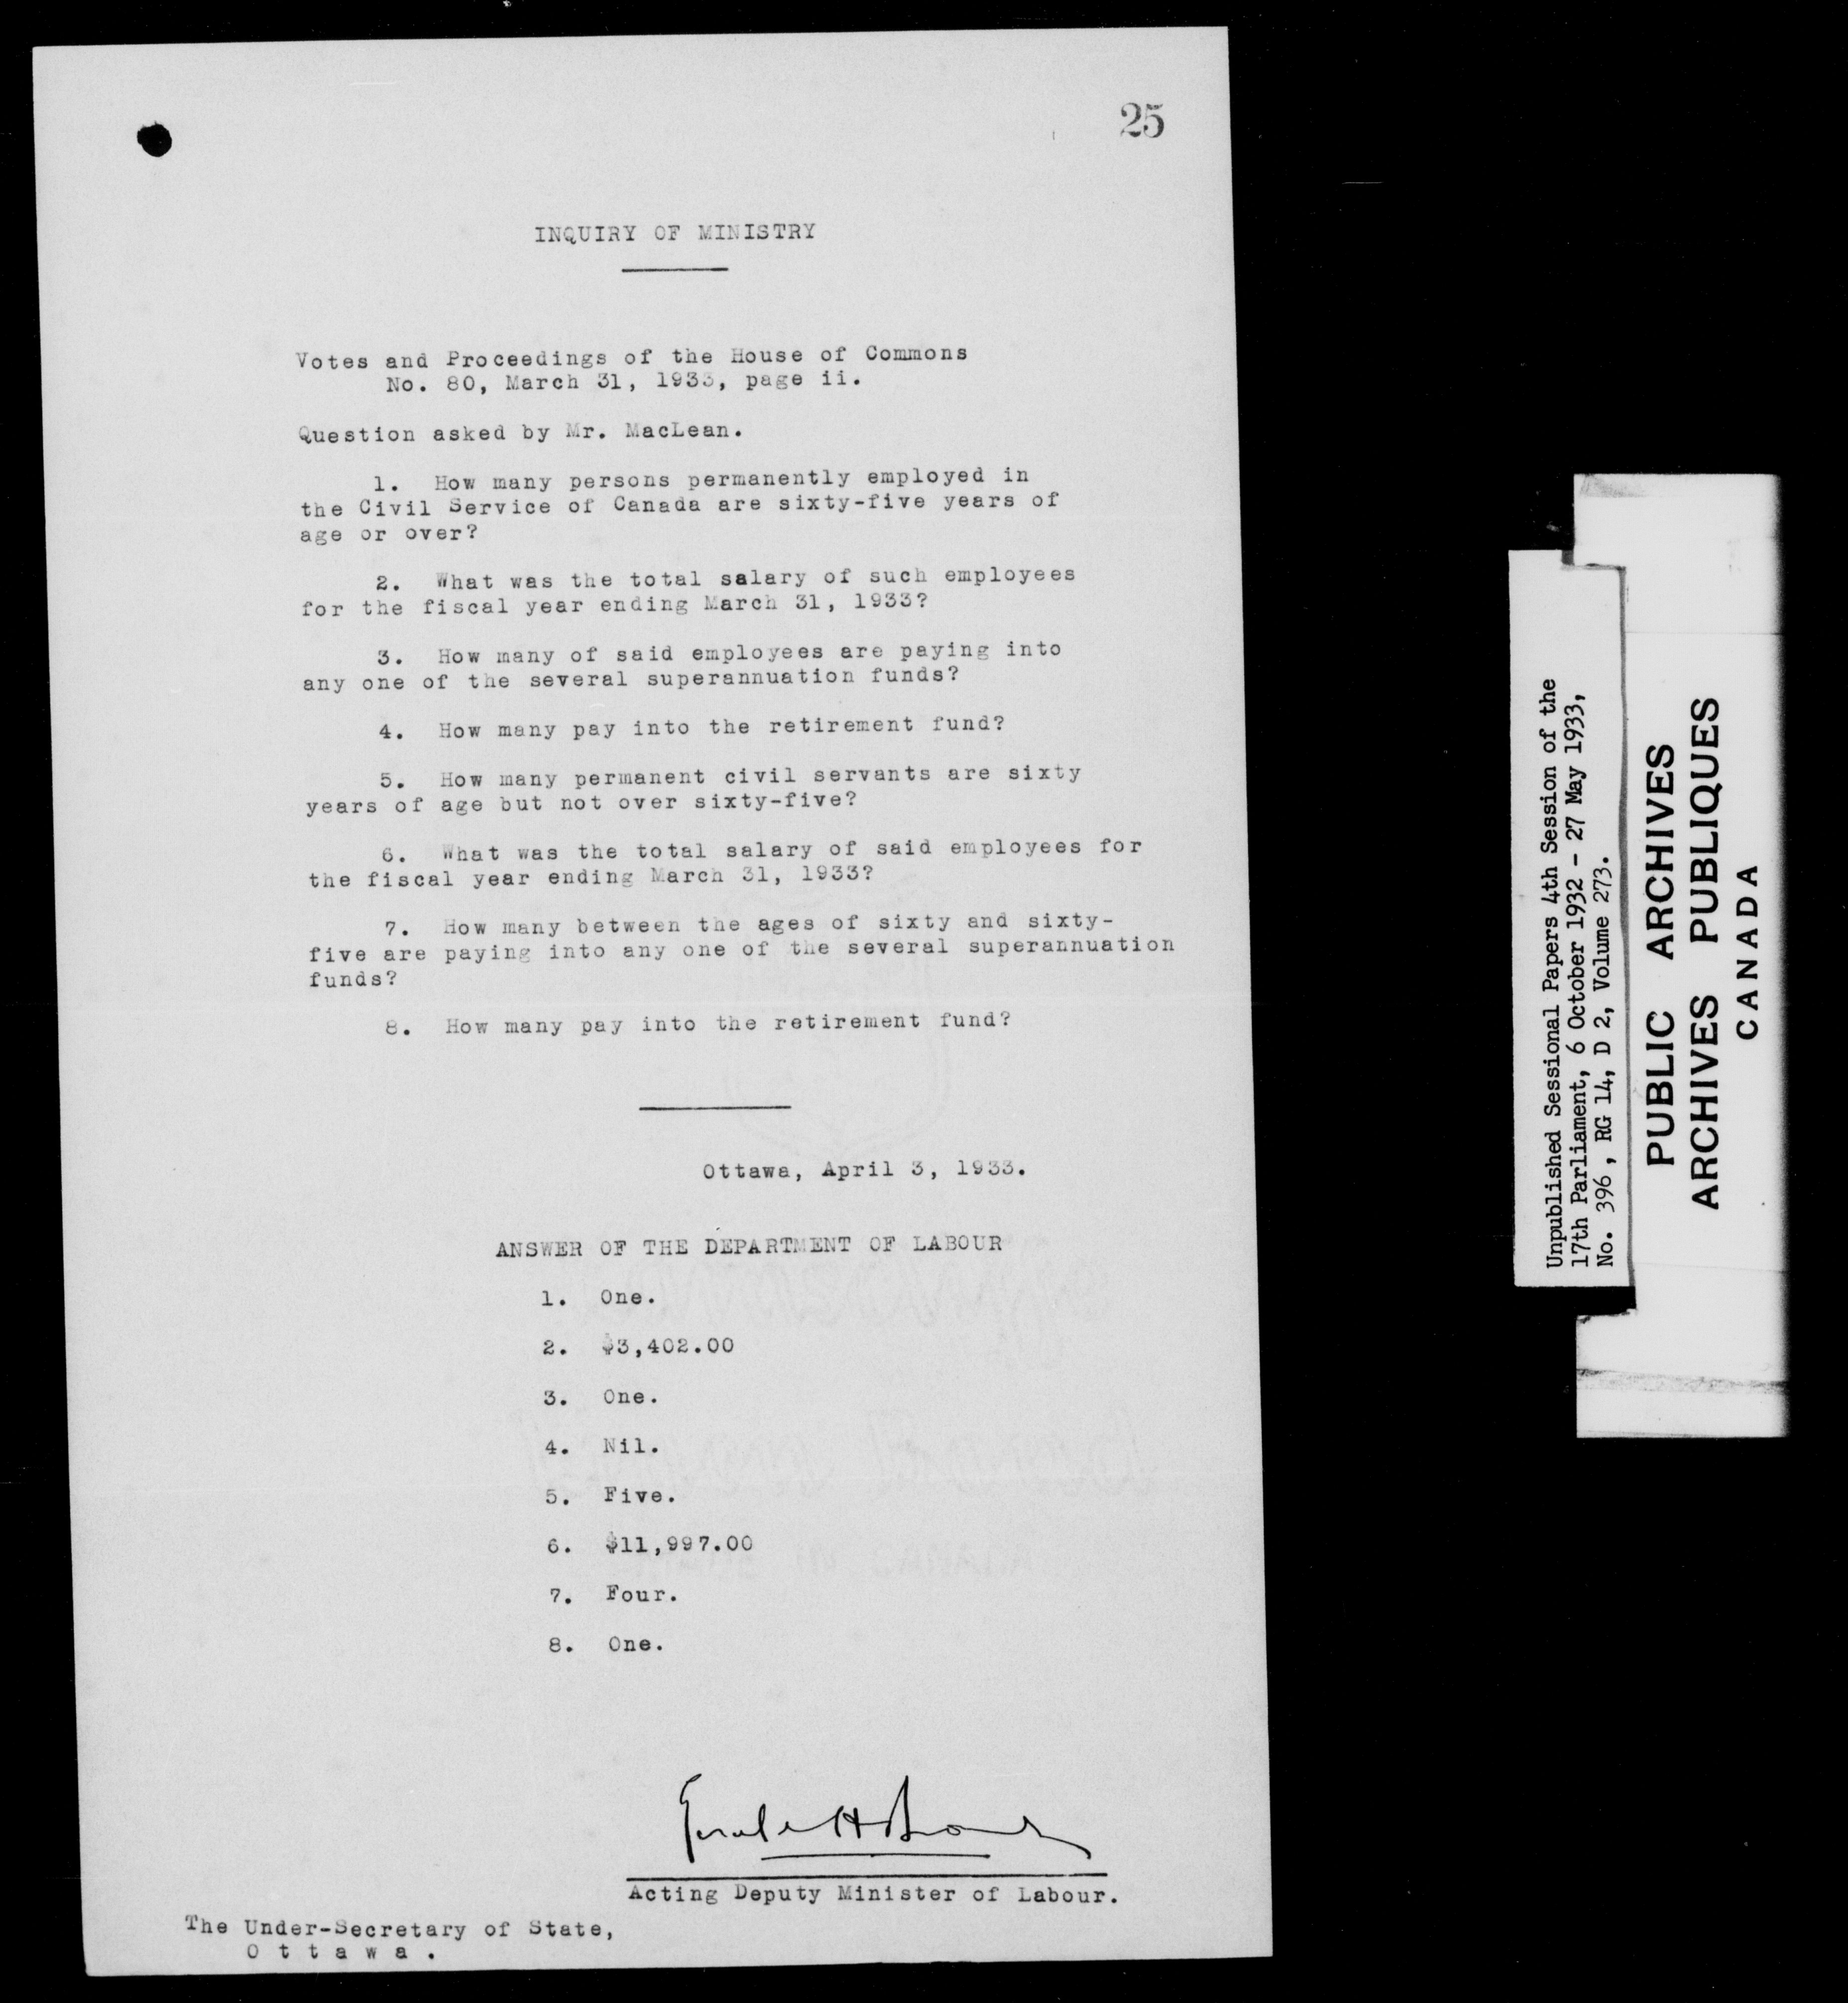 25
INQUIRY OF MINISTRY
Votes and Proceedings of the House of Commons
No. 80, March 31, 1933, page ii.
Question asked by Mr. MacLean.
1. How many persons permanently employed in
the Civil Service of Canada are sixty-five years of
age or over?
2. What was the total salary of such employees
for the fiscal year ending March 31, 1933?
3. How many of said employees are paying into
any one of the several superannuation funds?
4. How many pay into the retirement fund?
5. How many permanent civil servants are sixty
years of age but not over sixty-five?
6. What was the total salary of said employees for
the fiscal year ending March 31, 1933?
7. How many between the ages of sixty and sixty-
five are paying into any one of the several superannuation
funds?
8. How many pay into the retirement fund?
Ottawa, April 3, 1933.
ANSWER OF THE DEPARTMENT OF LABOUR
1. One.
2. $3,402.00
3. One.
4. Nil.
5. Five.
6. $11,997.00
7. Four.
8. One.
Acting Deputy Minister of Labour.
The Under-Secretary of State,
Ottawa.
Unpublished Sessional Papers 4th Session of the
17th Parliament, 6 October 1932 - 27 May 1933,
No. 396, RG 14, D 2, Volume 273.
PUBLIC ARCHIVES
ARCHIVES PUBLIQUES
CANADA